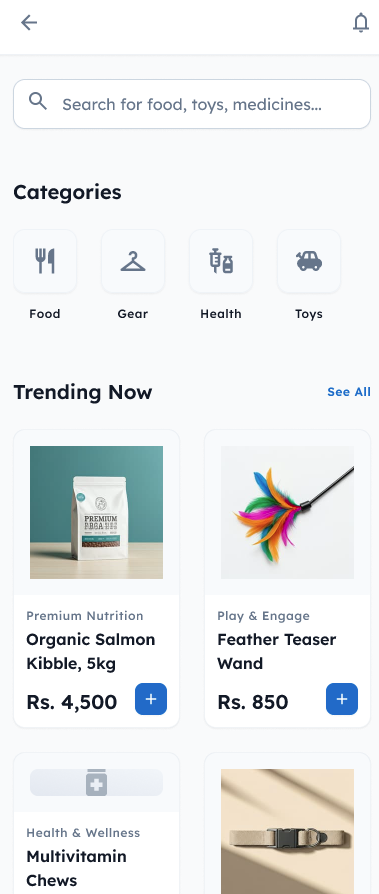 Search for food, toys, medicines...
Categories
Food
Gear
Health
Toys
Trending Now
See All
PREMIUM
Premium Nutrition
Organic Salmon
Kibble, 5kg
Rs. 4,500
Play & Engage
Feather Teaser
Wand
Rs. 850
Health & Wellness
Multivitamin
Chews